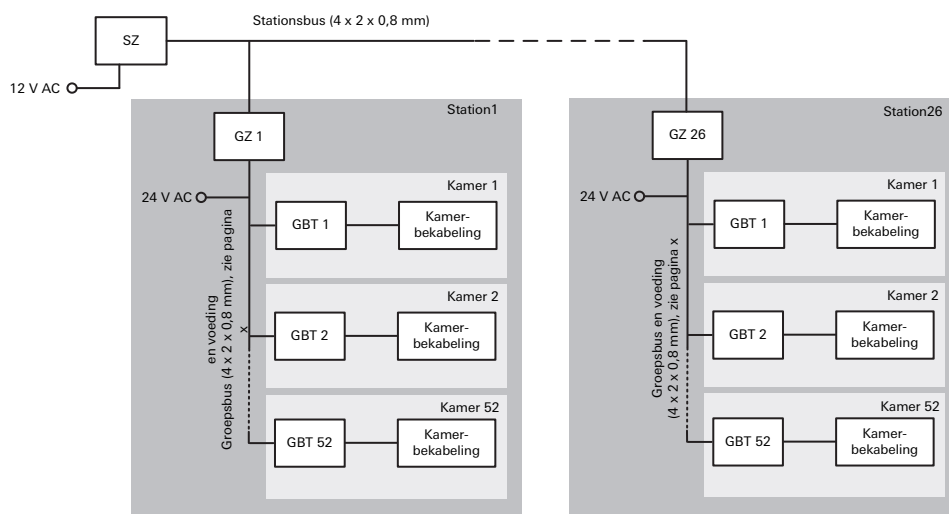 Stationsbus (4 x 2 x 0,8 mm)
SZ
12 V AC
Station1
GZ 1
24 V AC
Groepsbus (4 x 2 x 0,8 mm), zie pagina
x
en voeding
Kamer 1
GBT 1
Kamer-
bekabeling
Kamer 2
GBT 2
Kamer-
bekabeling
Kamer 52
GBT 52
Kamer-
bekabeling
Station26
GZ 26
24 V AC
Groepsbus en voeding
(4 x 2 x 0,8 mm), zie pagina x
Kamer 1
GBT 1
Kamer-
bekabeling
Kamer 2
GBT 2
Kamer-
bekabeling
Kamer 52
GBT 52
Kamer-
bekabeling